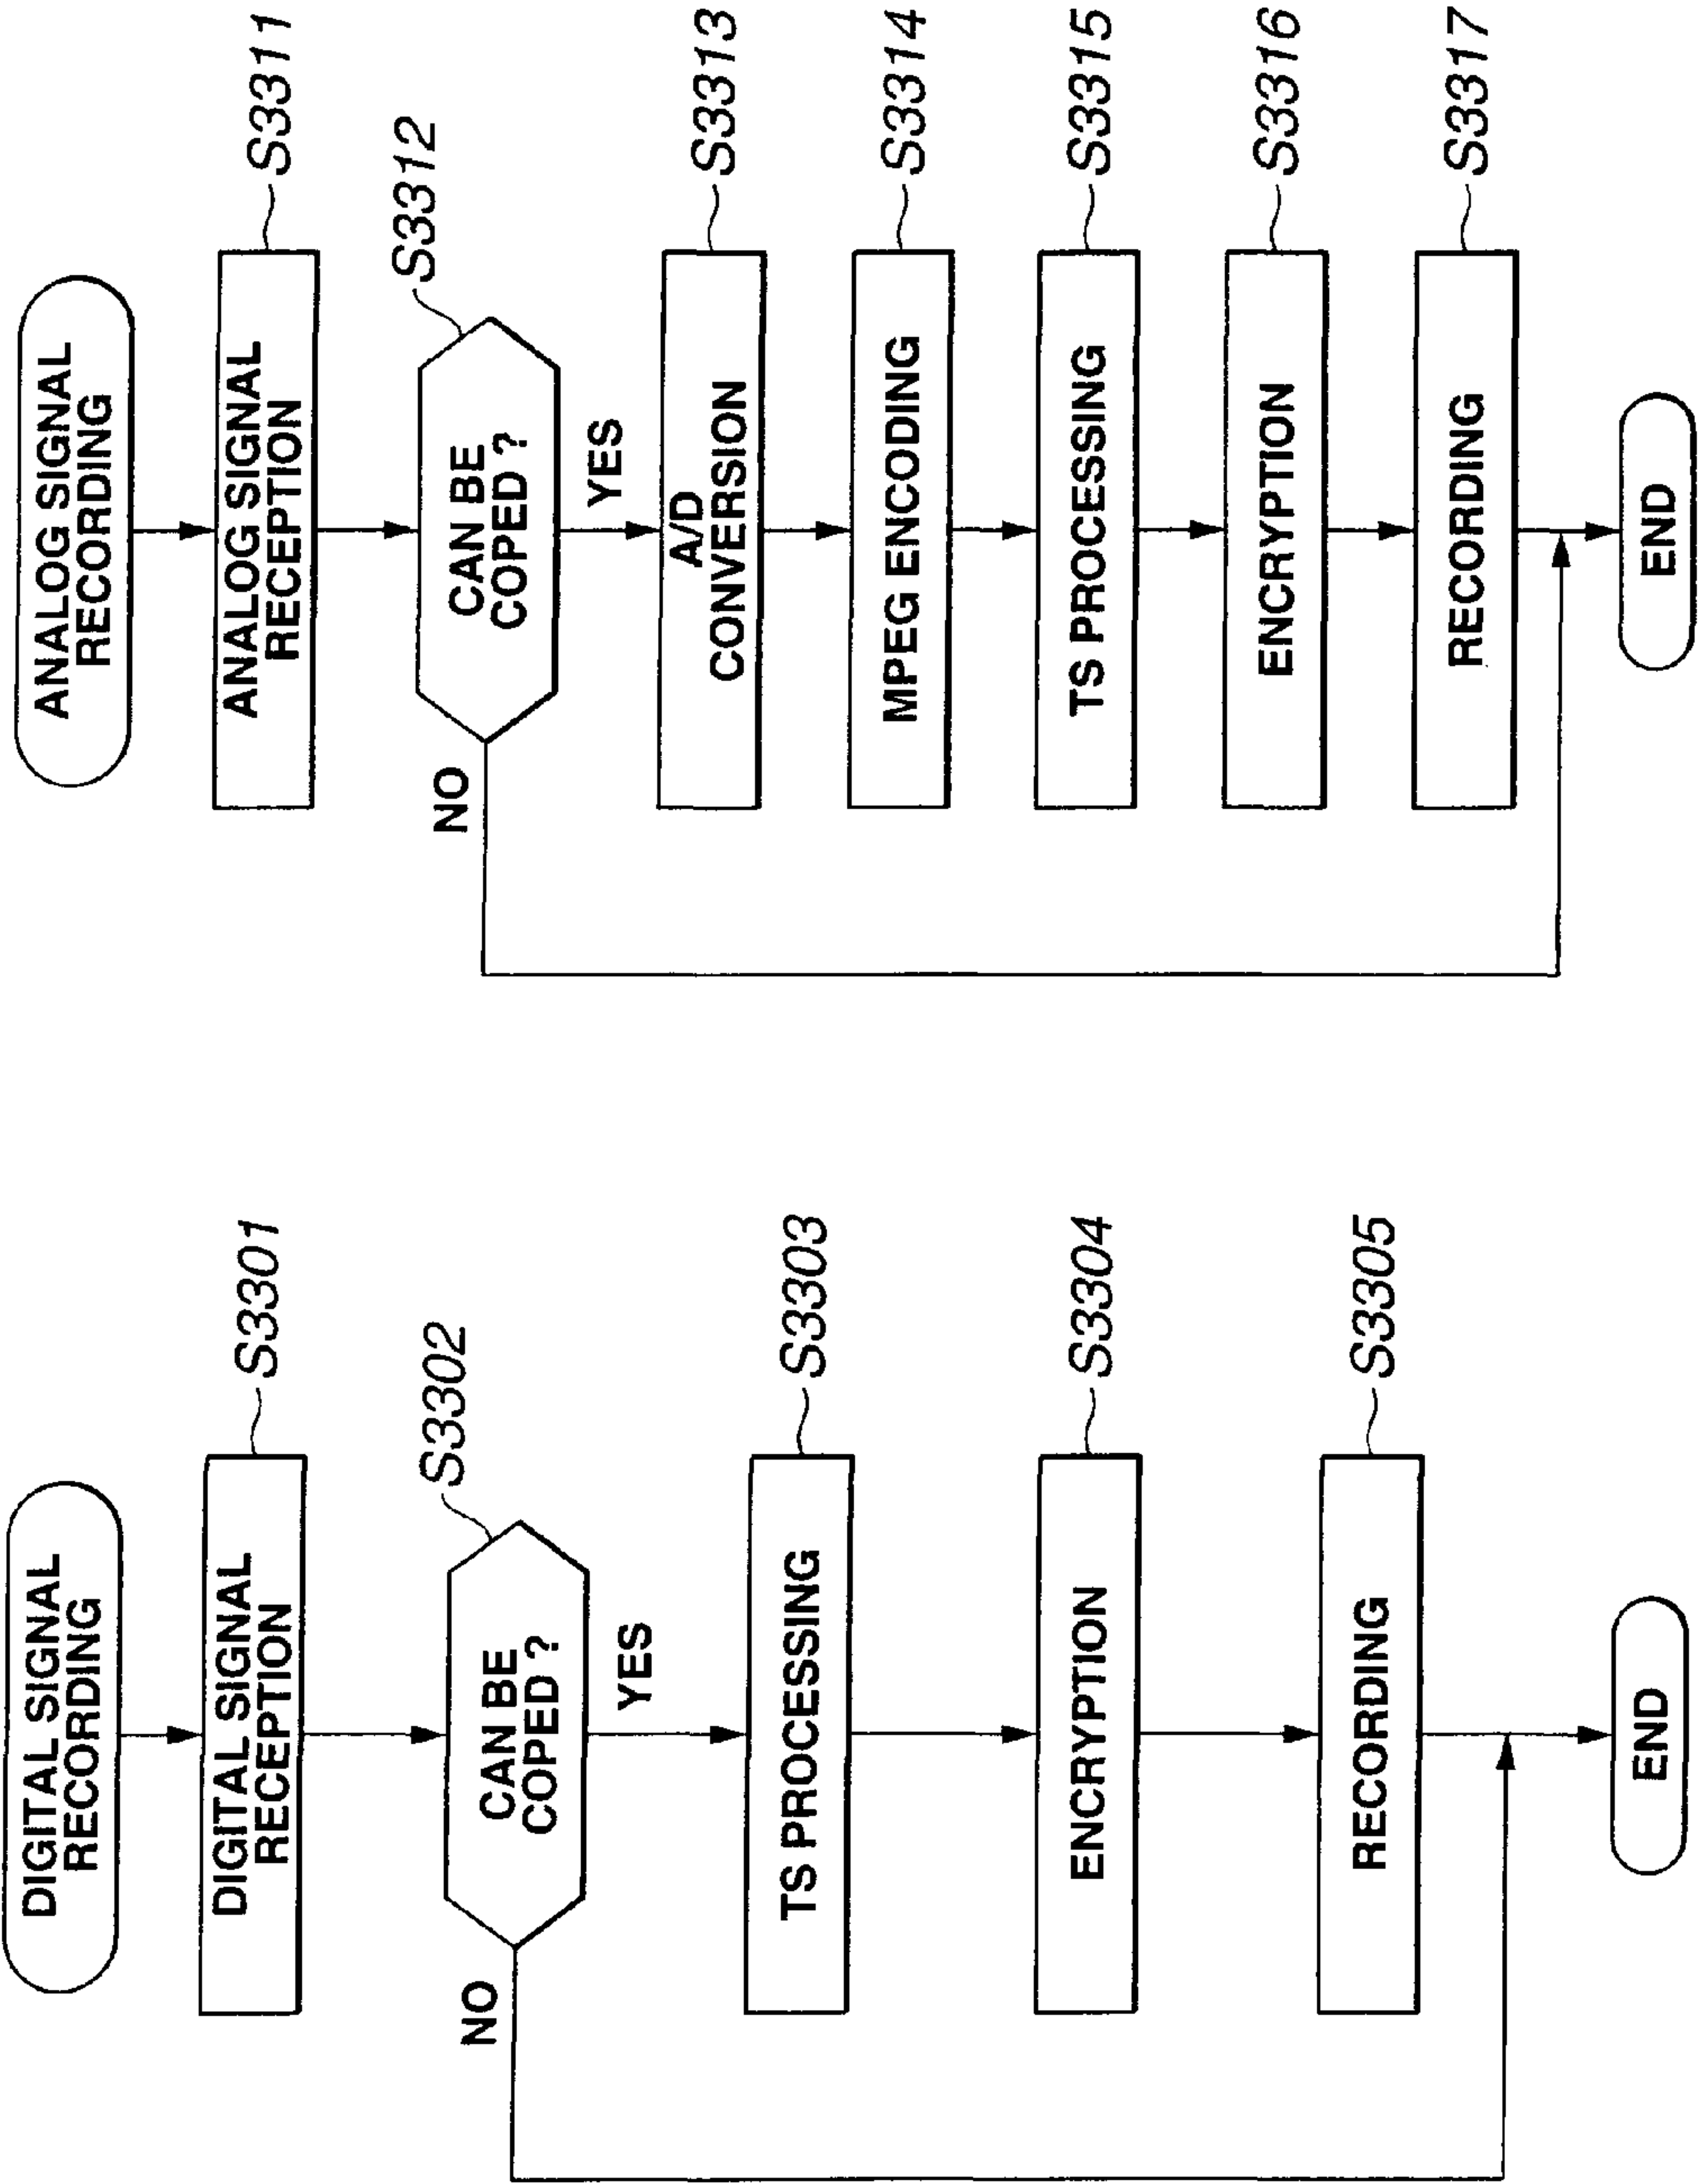 DIGITAL SIGNAL
RECORDING
DIGITAL SIGNAL
RECEPTION
S3301
CAN BE
COPED ?
S3302
NO
YES
TS PROCESSING
S3303
ENCRYPTION
S3304
RECORDING
S3305
END
ANALOG SIGNAL
RECORDING
ANALOG SIGNAL
RECEPTION
S3311
CAN BE
COPED ?
S3312
NO
YES
A/D
CONVERSION
S3313
MPEG ENCODING
S3314
TS PROCESSING
S3315
ENCRYPTION
S3316
RECORDING
S3317
END